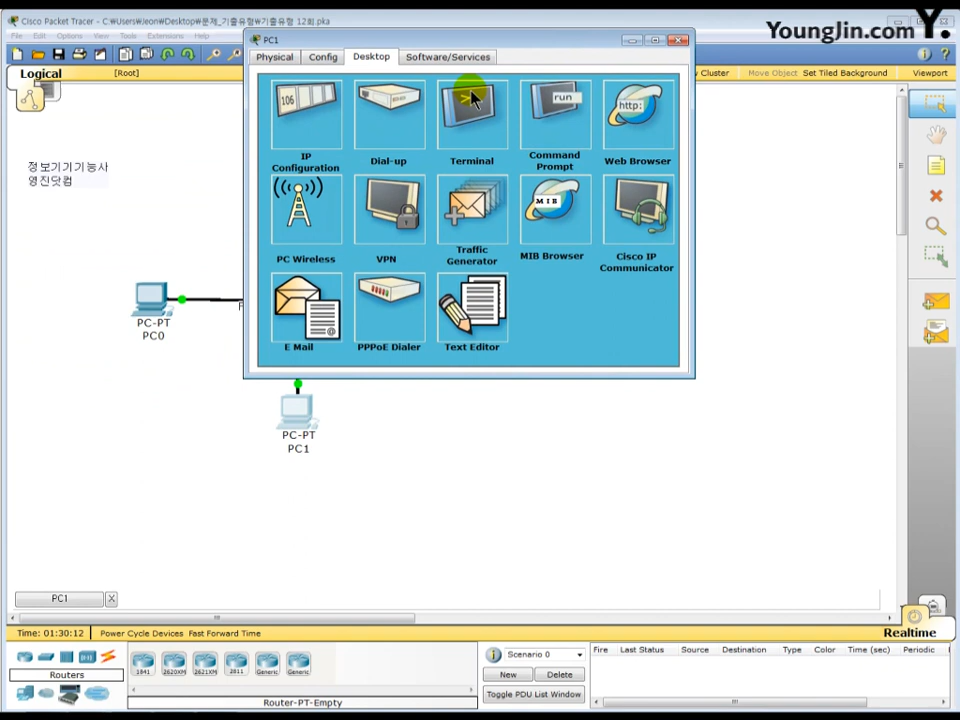 Cisco Packet Tracer - C:\Users\leon\Desktop\문제_기출유형\기출유형 12회.pka
YoungJin.com Y.
File Edit Options View Tools Extensions Help
PC1
Physical Config Desktop Software/Services
Logical [Root] Cluster Move Object Set Tiled Background Viewport
106 run http:
IP Configuration
Dial-up
Terminal
Command Prompt
Web Browser
정보기기기능사
영진닷컴
MIB
PC Wireless
VPN
Traffic Generator
MIB Browser
Cisco IP Communicator
E Mail
PPPoE Dialer
Text Editor
PC-PT
PC0
F
PC-PT
PC1
PC1 X
Time: 01:30:12 Power Cycle Devices Fast Forward Time Realtime
Routers
1841 2620XM 2621XM 2811 Generic Generic
Router-PT-Empty
Scenario 0
New Delete
Toggle PDU List Window
Fire Last Status Source Destination Type Color Time (sec) Periodic